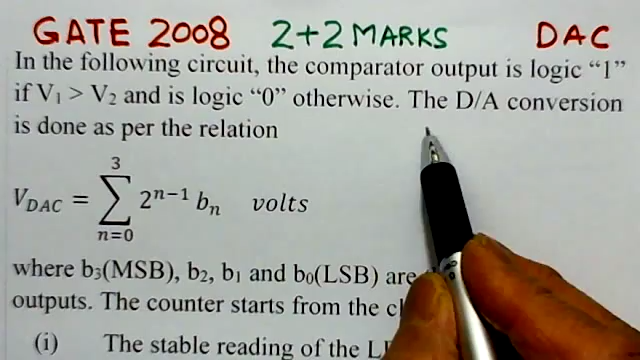 GATE 2008 2+2 MARKS DAC
In the following circuit, the comparator output is logic “1”
if V₁ > V₂ and is logic “0” otherwise. The D/A conversion
is done as per the relation
V_DAC = ∑_{n=0}^{3} 2^{n−1} b_n volts
where b₃(MSB), b₂, b₁ and b₀(LSB) are
outputs. The counter starts from the
(i) The stable reading of the